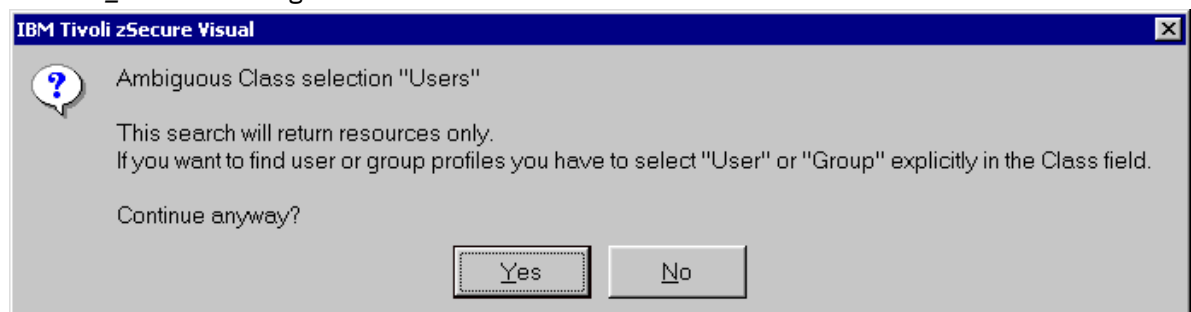 IBM Tivoli zSecure Visual
Ambiguous Class selection "Users"
This search will return resources only.
If you want to find user or group profiles you have to select "User" or "Group" explicitly in the Class field.
Continue anyway?
Yes
No